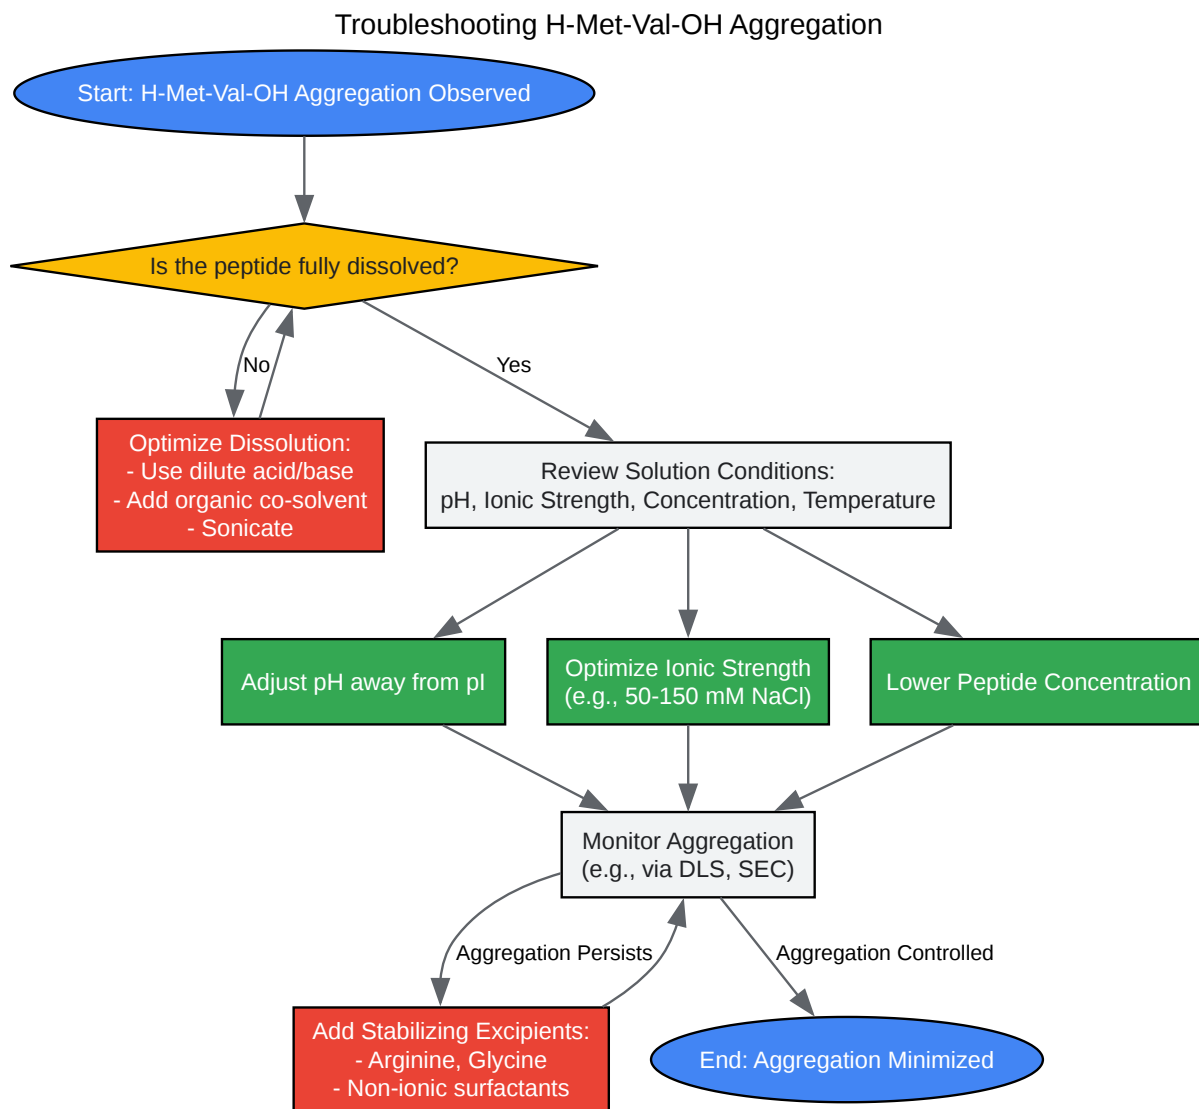 Troubleshooting H-Met-Val-OH Aggregation
Start: H-Met-Val-OH Aggregation Observed
Is the peptide fully dissolved?
No
Yes
Optimize Dissolution:
- Use dilute acid/base
- Add organic co-solvent
- Sonicate
Review Solution Conditions:
pH, Ionic Strength, Concentration, Temperature
Adjust pH away from pI
Optimize Ionic Strength
(e.g., 50-150 mM NaCl)
Lower Peptide Concentration
Monitor Aggregation
(e.g., via DLS, SEC)
Aggregation Persists
Aggregation Controlled
Add Stabilizing Excipients:
- Arginine, Glycine
- Non-ionic surfactants
End: Aggregation Minimized